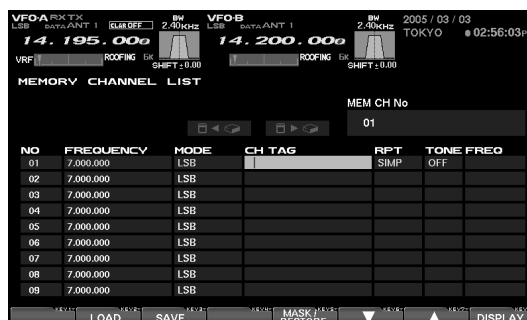 VFO-A RX TX
LSB DATA ANT 1 CLAR OFF
BW 2.40KHZ
14.195.000
VRF ROOFING 6K
SHIFT ± 0.00
VFO-B
LSB DATA ANT 1
BW 2.40KHZ
14.200.000
ROOFING 6K
SHIFT ± 0.00
2005 / 03 / 03
TOKYO 02:56:03P
MEMORY CHANNEL LIST
MEM CH No
01
NO FREQUENCY MODE CH TAG RPT TONE FREQ
01 7.000.000 LSB SIMP OFF
02 7.000.000 LSB
03 7.000.000 LSB
04 7.000.000 LSB
05 7.000.000 LSB
06 7.000.000 LSB
07 7.000.000 LSB
08 7.000.000 LSB
09 7.000.000 LSB
LOAD SAVE MASK / RESTORE ▼ ▲ DISPLAY